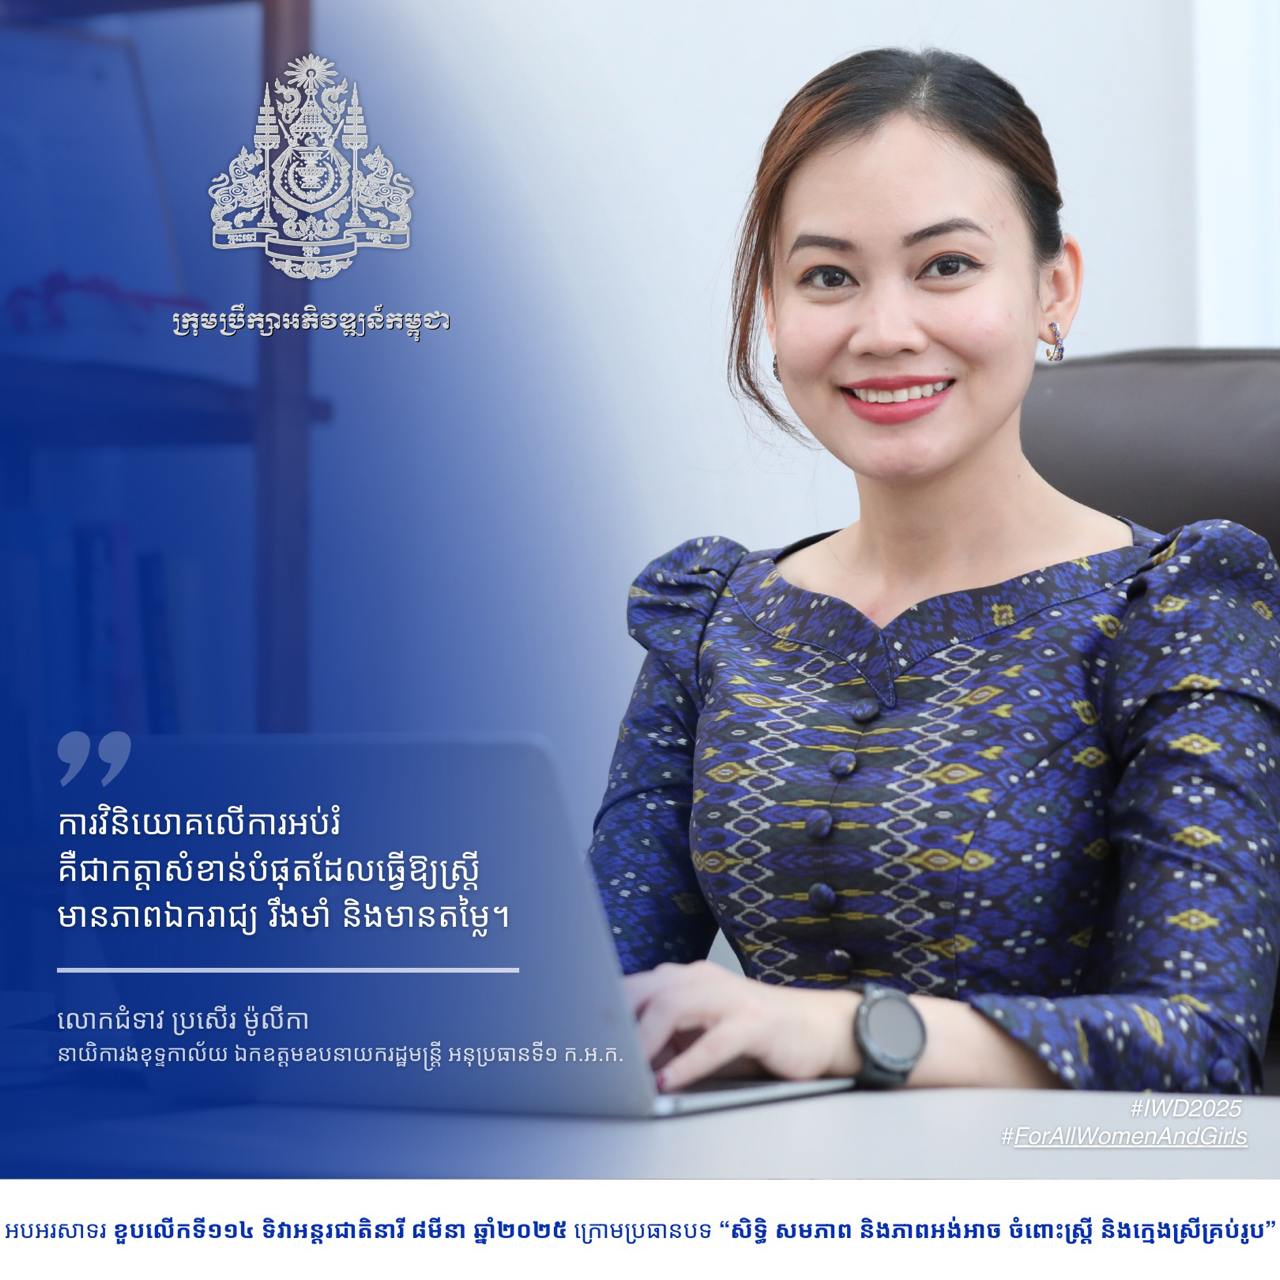 ព្រះចៅ ក្រុង កម្ពុជា
ក្រុមប្រឹក្សាអភិវឌ្ឍន៍កម្ពុជា
”
ការវិនិយោគលើការអប់រំ
គឺជាកត្តាសំខាន់បំផុតដែលធ្វើឱ្យស្ត្រី
មានភាពឯករាជ្យ រឹងមាំ និងមានតម្លៃ។
លោកជំទាវ ប្រសើរ ម៉ូលីកា
នាយិការងខុទ្ទកាល័យ ឯកឧត្តមឧបនាយករដ្ឋមន្ត្រី អនុប្រធានទី១ ក.អ.ក.
#IWD2025
#ForAllWomenAndGirls
អបអរសាទរ ខួបលើកទី១១៤ ទិវាអន្តរជាតិនារី ៨មីនា ឆ្នាំ២០២៥ ក្រោមប្រធានបទ “សិទ្ធិ សមភាព និងភាពអង់អាច ចំពោះស្ត្រី និងក្មេងស្រីគ្រប់រូប”